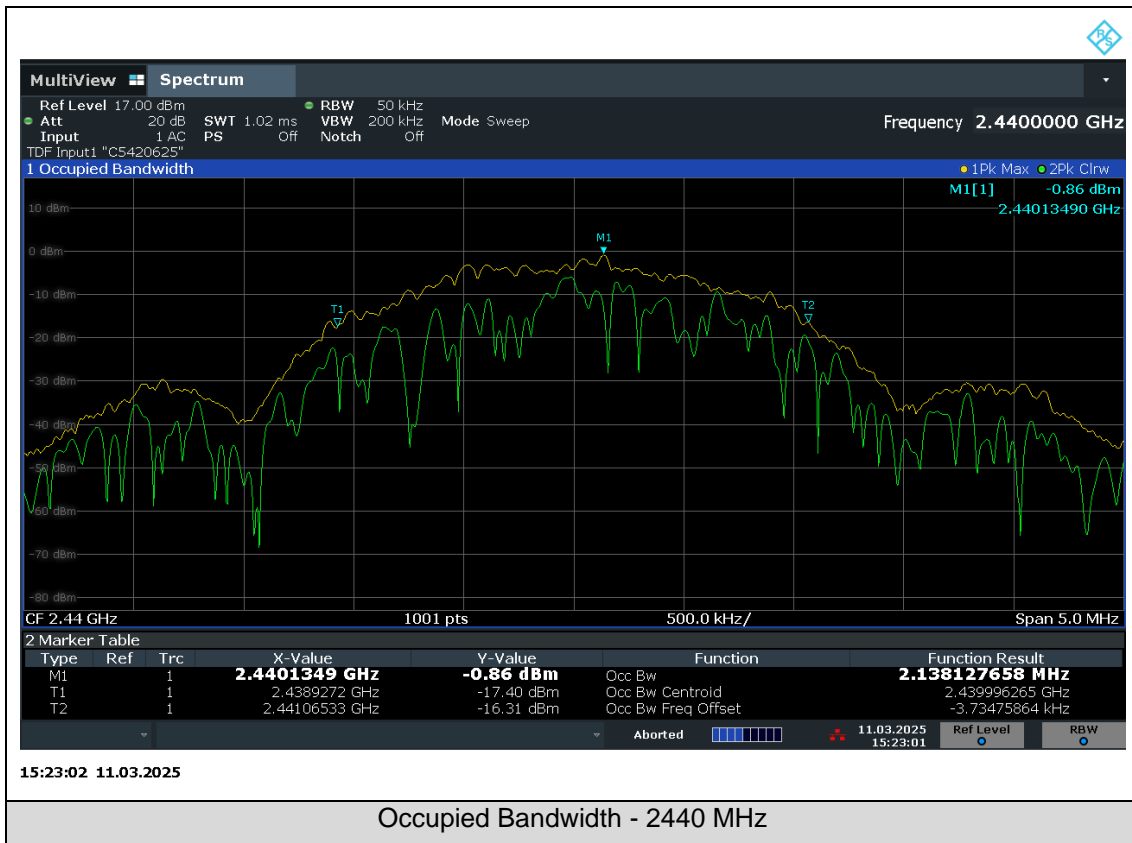 R&S
MultiView Spectrum
Ref Level 17.00 dBm RBW 50 kHz
Att 20 dB SWT 1.02 ms VBW 200 kHz Mode Sweep Frequency 2.4400000 GHz
Input 1 AC PS Off Notch Off
TDF Input1 "C5420625"
1 Occupied Bandwidth 1Pk Max 2Pk Clrw
M1[1] -0.86 dBm
2.44013490 GHz
10 dBm
M1
0 dBm
-10 dBm
T1 T2
-20 dBm
-30 dBm
-40 dBm
-50 dBm
-60 dBm
-70 dBm
-80 dBm
CF 2.44 GHz 1001 pts 500.0 kHz/ Span 5.0 MHz
2 Marker Table
Type Ref Trc X-Value Y-Value Function Function Result
M1 1 2.4401349 GHz -0.86 dBm Occ Bw 2.138127658 MHz
T1 1 2.4389272 GHz -17.40 dBm Occ Bw Centroid 2.439996265 GHz
T2 1 2.44106533 GHz -16.31 dBm Occ Bw Freq Offset -3.73475864 kHz
Aborted 11.03.2025 15:23:01 Ref Level RBW
15:23:02 11.03.2025
Occupied Bandwidth - 2440 MHz